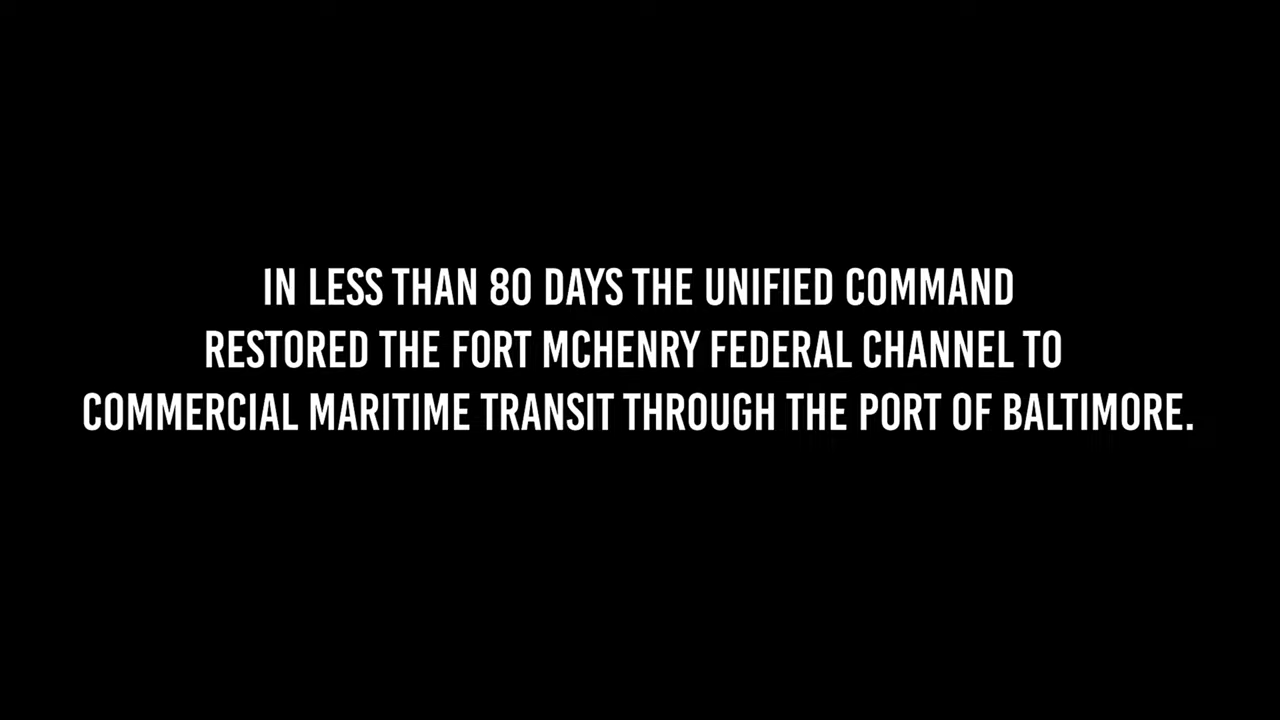 IN LESS THAN 80 DAYS THE UNIFIED COMMAND
RESTORED THE FORT MCHENRY FEDERAL CHANNEL TO
COMMERCIAL MARITIME TRANSIT THROUGH THE PORT OF BALTIMORE.